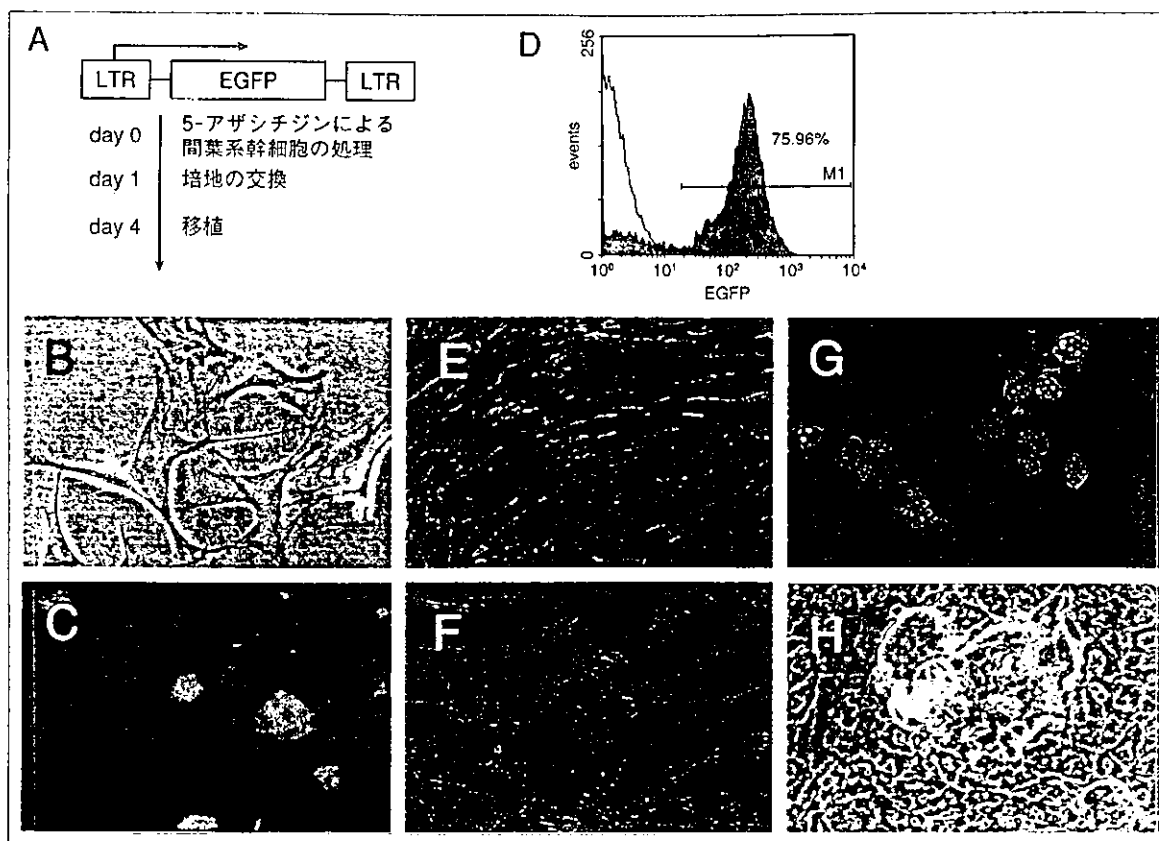 A
LTR EGFP LTR
day 0 5-アザシチジンによる
間葉系幹細胞の処理
day 1 培地の交換
day 4 移植
D
256
events
0
75.96%
M1
10⁰ 10¹ 10² 10³ 10⁴
EGFP
B
E
G
C
F
H